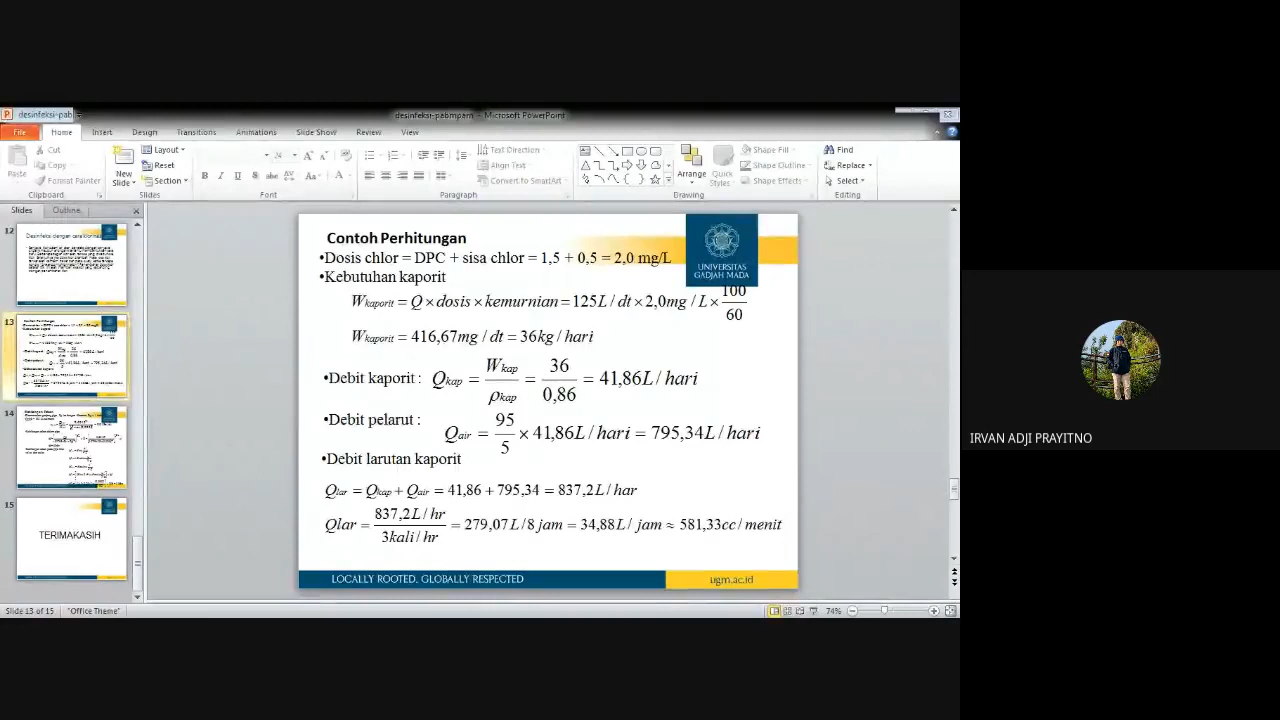 desinfeksi-pab
desinfeksi-pabmparn - Microsoft PowerPoint
File Home Insert Design Transitions Animations Slide Show Review View
Paste
Cut
Copy
Format Painter
Clipboard
New Slide
Layout
Reset
Section
Slides
Font
Paragraph
Text Direction
Align Text
Convert to SmartArt
Arrange
Quick Styles
Shape Fill
Shape Outline
Shape Effects
Drawing
Find
Replace
Select
Editing
Slides Outline
12
13
14
15
TERIMAKASIH
Contoh Perhitungan
•Dosis chlor = DPC + sisa chlor = 1,5 + 0,5 = 2,0 mg/L
•Kebutuhan kaporit
Wkaporit = Q × dosis × kemurnian = 125L / dt × 2,0mg / L × 100/60
Wkaporit = 416,67mg / dt = 36kg / hari
•Debit kaporit : Qkap = Wkap/ρkap = 36/0,86 = 41,86L / hari
•Debit pelarut :
Qair = 95/5 × 41,86L / hari = 795,34L / hari
•Debit larutan kaporit
Qlar = Qkap + Qair = 41,86 + 795,34 = 837,2L / har
Qlar = 837,2L / hr/3kali / hr = 279,07L / 8 jam = 34,88L / jam ≈ 581,33cc / menit
UNIVERSITAS
GADJAH MADA
LOCALLY ROOTED, GLOBALLY RESPECTED
ugm.ac.id
Slide 13 of 15
"Office Theme"
74%
IRVAN ADJI PRAYITNO